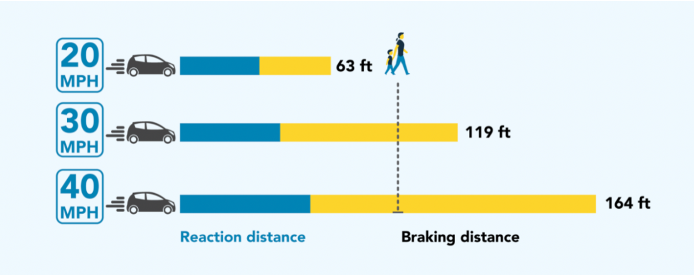 20
MPH
63 ft
30
MPH
119 ft
40
MPH
164 ft
Reaction distance
Braking distance